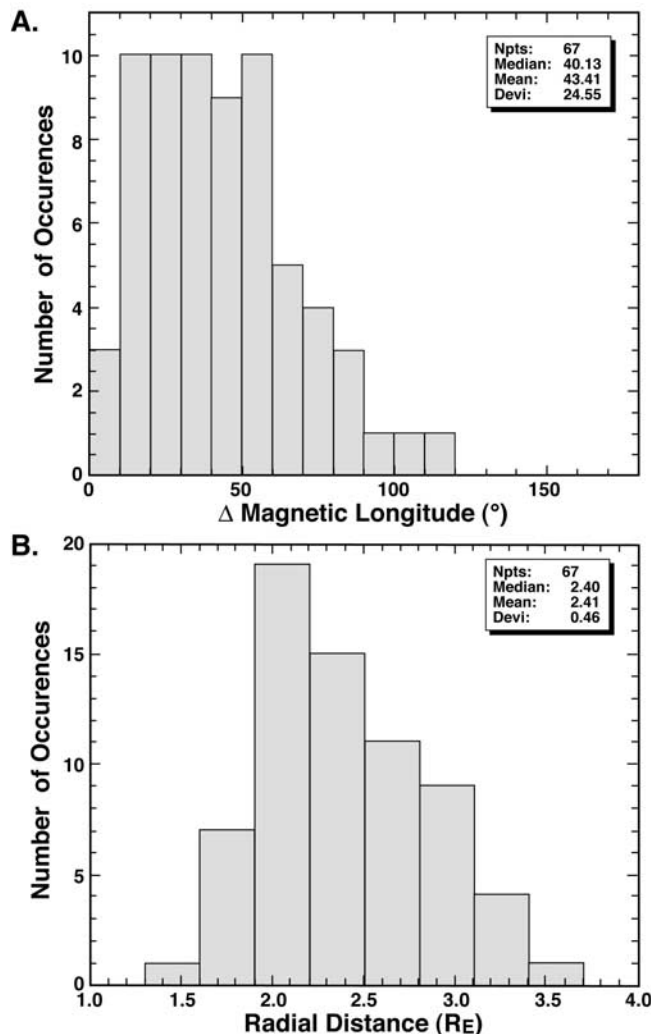 A.
Npts: 67
Median: 40.13
Mean: 43.41
Devi: 24.55
10
8
6
4
2
0
Number of Occurences
0 50 100 150
Δ Magnetic Longitude (°)
B.
Npts: 67
Median: 2.40
Mean: 2.41
Devi: 0.46
20
15
10
5
0
Number of Occurences
1.0 1.5 2.0 2.5 3.0 3.5 4.0
Radial Distance (RE)